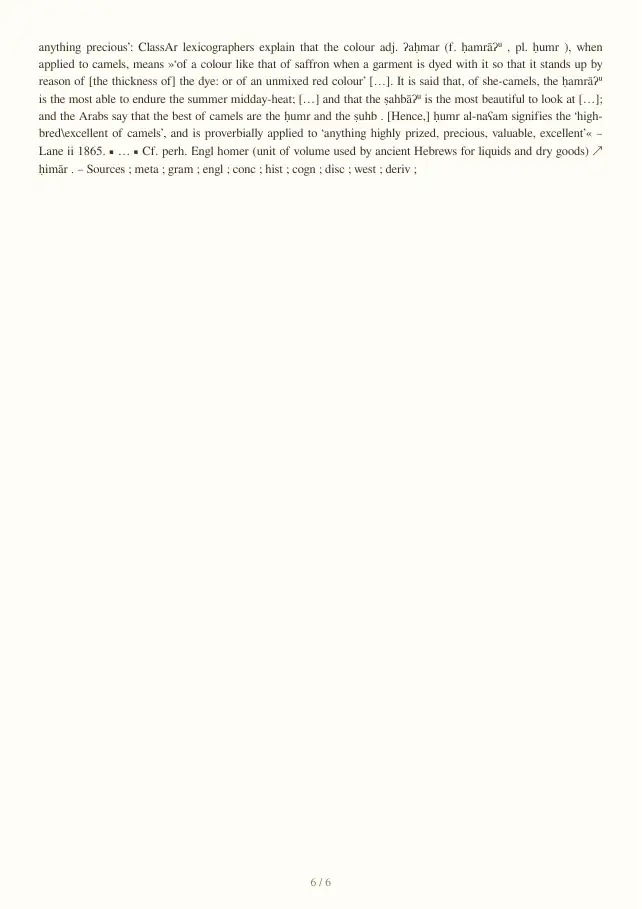 anything precious’: ClassAr lexicographers explain that the colour adj. ʔaḥmar (f. ḥamrāʔᵘ , pl. ḥumr ), when
applied to camels, means »‘of a colour like that of saffron when a garment is dyed with it so that it stands up by
reason of [the thickness of] the dye: or of an unmixed red colour’ […]. It is said that, of she-camels, the ḥamrāʔᵘ
is the most able to endure the summer midday-heat; […] and that the ṣahbāʔᵘ is the most beautiful to look at […];
and the Arabs say that the best of camels are the ḥumr and the ṣuhb . [Hence,] ḥumr al-naʕam signifies the ‘high-
bred\excellent of camels’, and is proverbially applied to ‘anything highly prized, precious, valuable, excellent’« –
Lane ii 1865. ▪ … ▪ Cf. perh. Engl homer (unit of volume used by ancient Hebrews for liquids and dry goods) ↗
ḥimār . – Sources ; meta ; gram ; engl ; conc ; hist ; cogn ; disc ; west ; deriv ;
6 / 6